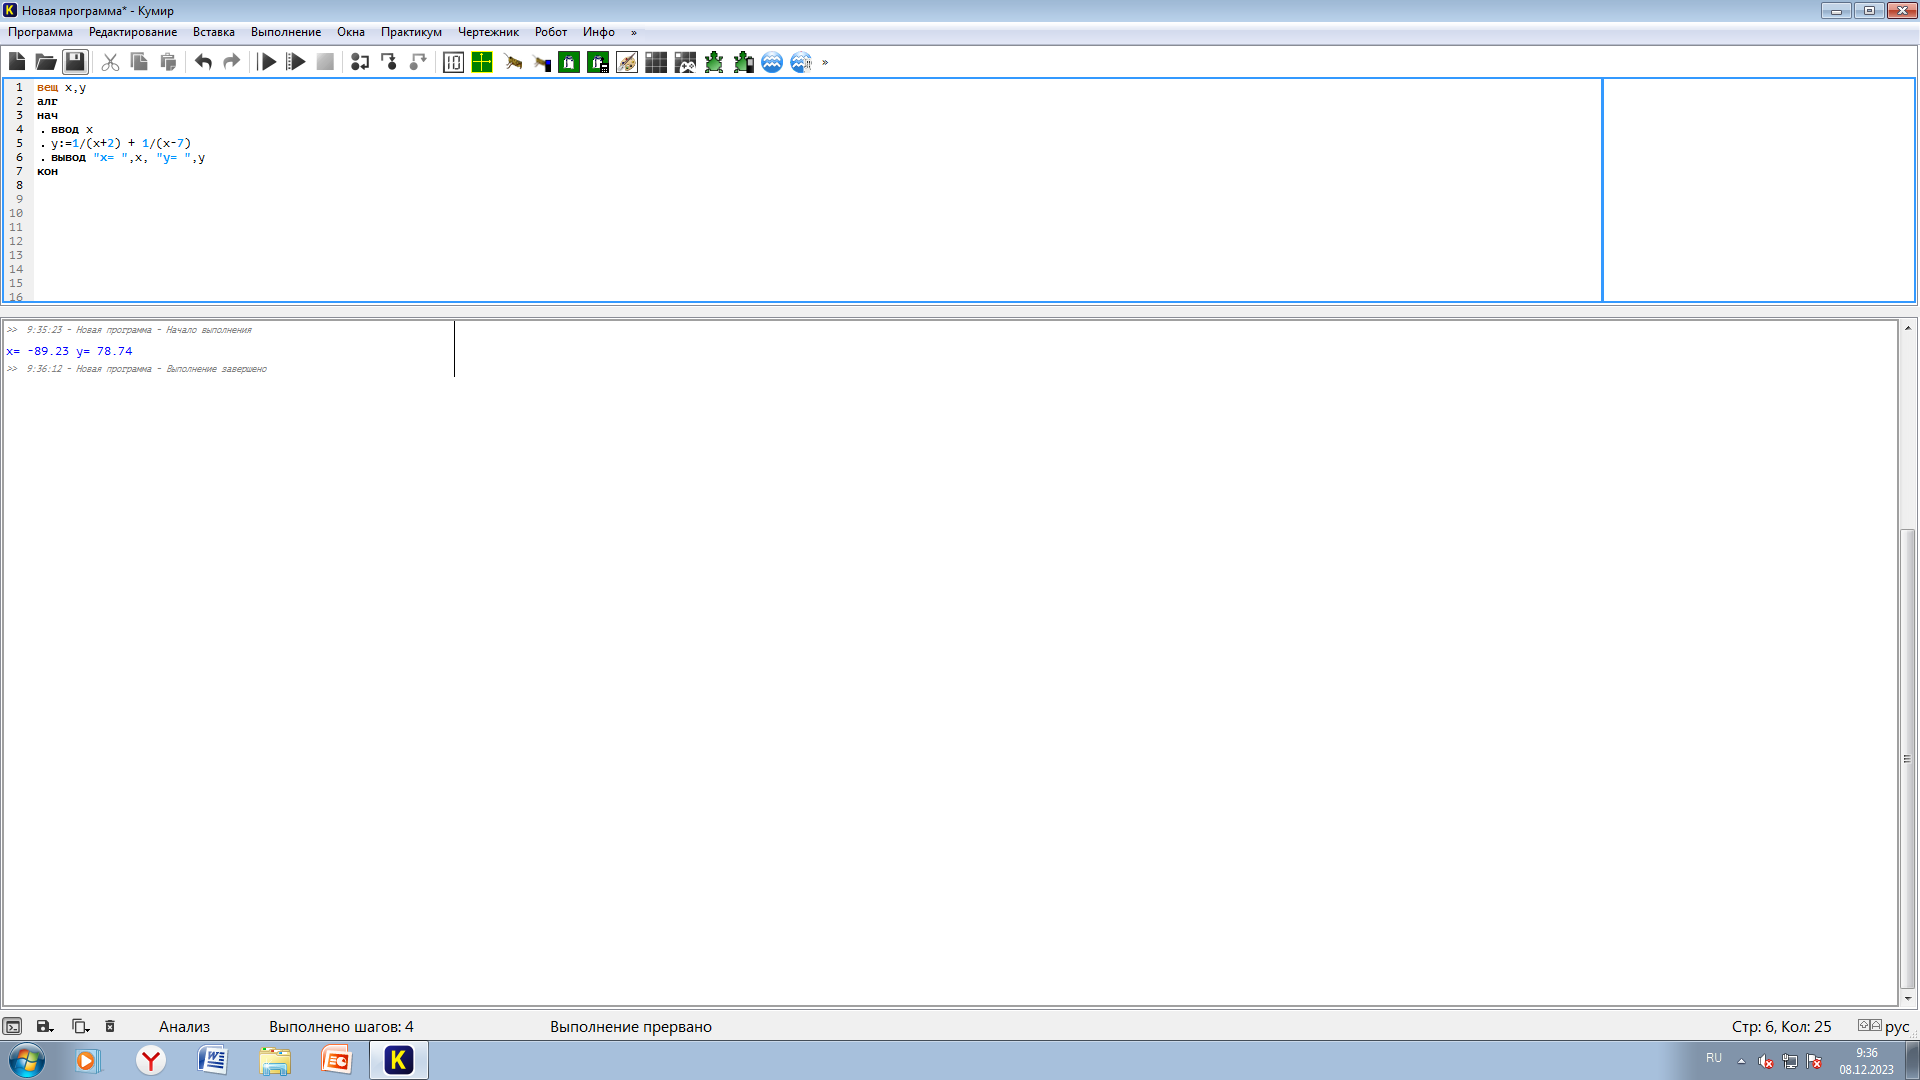 Новая программа* - Кумир
Программа Редактирование Вставка Выполнение Окна Практикум Чертежник Робот Инфо »
»
1 вещ x,y
2 алг
3 нач
4 . ввод x
5 . y:=1/(x+2) + 1/(x-7)
6 . вывод "x= ",x, "y= ",y
7 кон
8
9
10
11
12
13
14
15
16
>> 9:35:23 - Новая программа - Начало выполнения
x= -89.23 y= 78.74
>> 9:36:12 - Новая программа - Выполнение завершено
Анализ Выполнено шагов: 4 Выполнение прервано Стр: 6, Кол: 25 рус
RU 9:36
08.12.2023